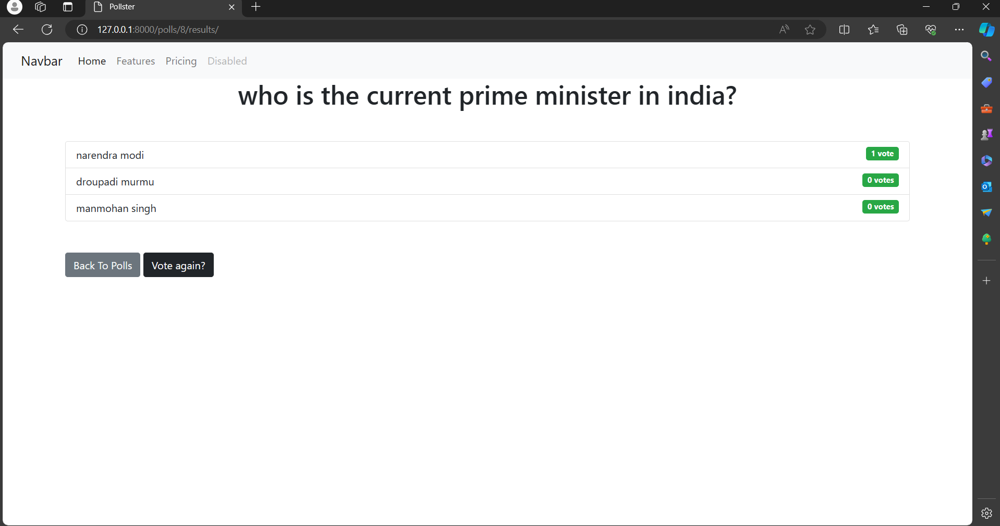 Pollster
127.0.0.1:8000/polls/8/results/
Navbar Home Features Pricing Disabled
who is the current prime minister in india?
narendra modi 1 vote
droupadi murmu 0 votes
manmohan singh 0 votes
Back To Polls Vote again?